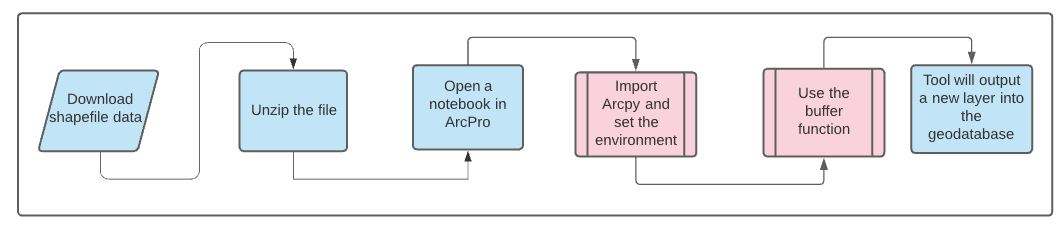 Download
shapefile data
Unzip the file
Open a
notebook in
ArcPro
Import
Arcpy and
set the
environment
Use the
buffer
function
Tool will output
a new layer into
the
geodatabase